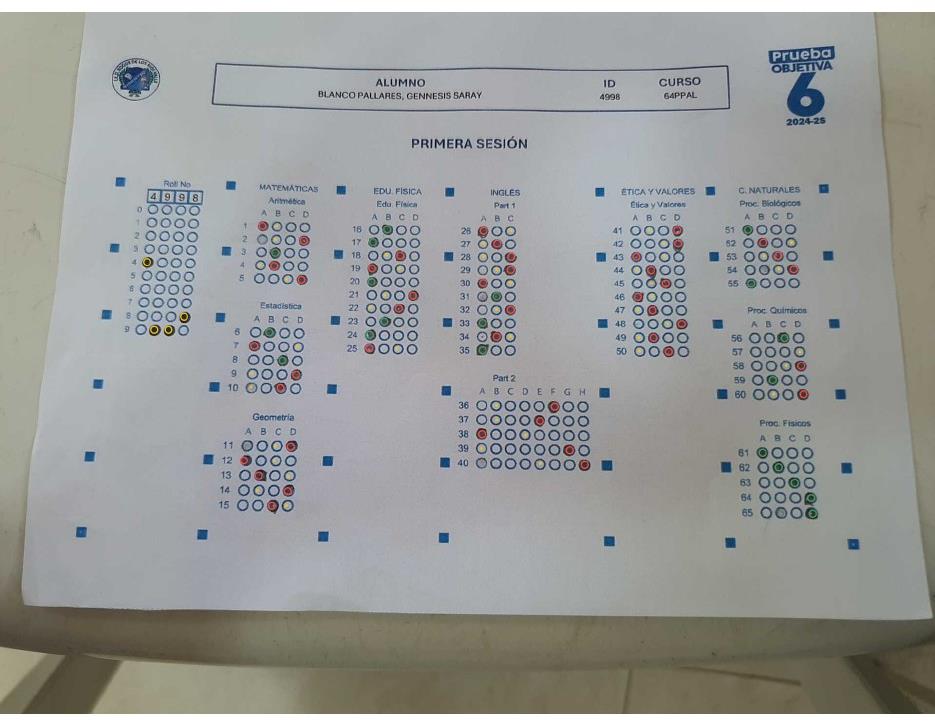 Prueba
OBJETIVA
6
2024-25
ALUMNO ID CURSO
BLANCO PALLARES, GENNESIS SARAY 4998 64PPAL
PRIMERA SESIÓN
Roll No
4 9 9 8
0
1
2
3
4
5
6
7
8
9
MATEMÁTICAS
Aritmética
A B C D
1
2
3
4
5
Estadística
A B C D
6
7
8
9
10
Geometría
A B C D
11
12
13
14
15
EDU. FÍSICA
Edu. Física
A B C D
16
17
18
19
20
21
22
23
24
25
INGLÉS
Part 1
A B C
26
27
28
29
30
31
32
33
34
35
Part 2
A B C D E F G H
36
37
38
39
40
ÉTICA Y VALORES
Ética y Valores
A B C D
41
42
43
44
45
46
47
48
49
50
C. NATURALES
Proc. Biológicos
A B C D
51
52
53
54
55
Proc. Químicos
A B C D
56
57
58
59
60
Proc. Físicos
A B C D
61
62
63
64
65